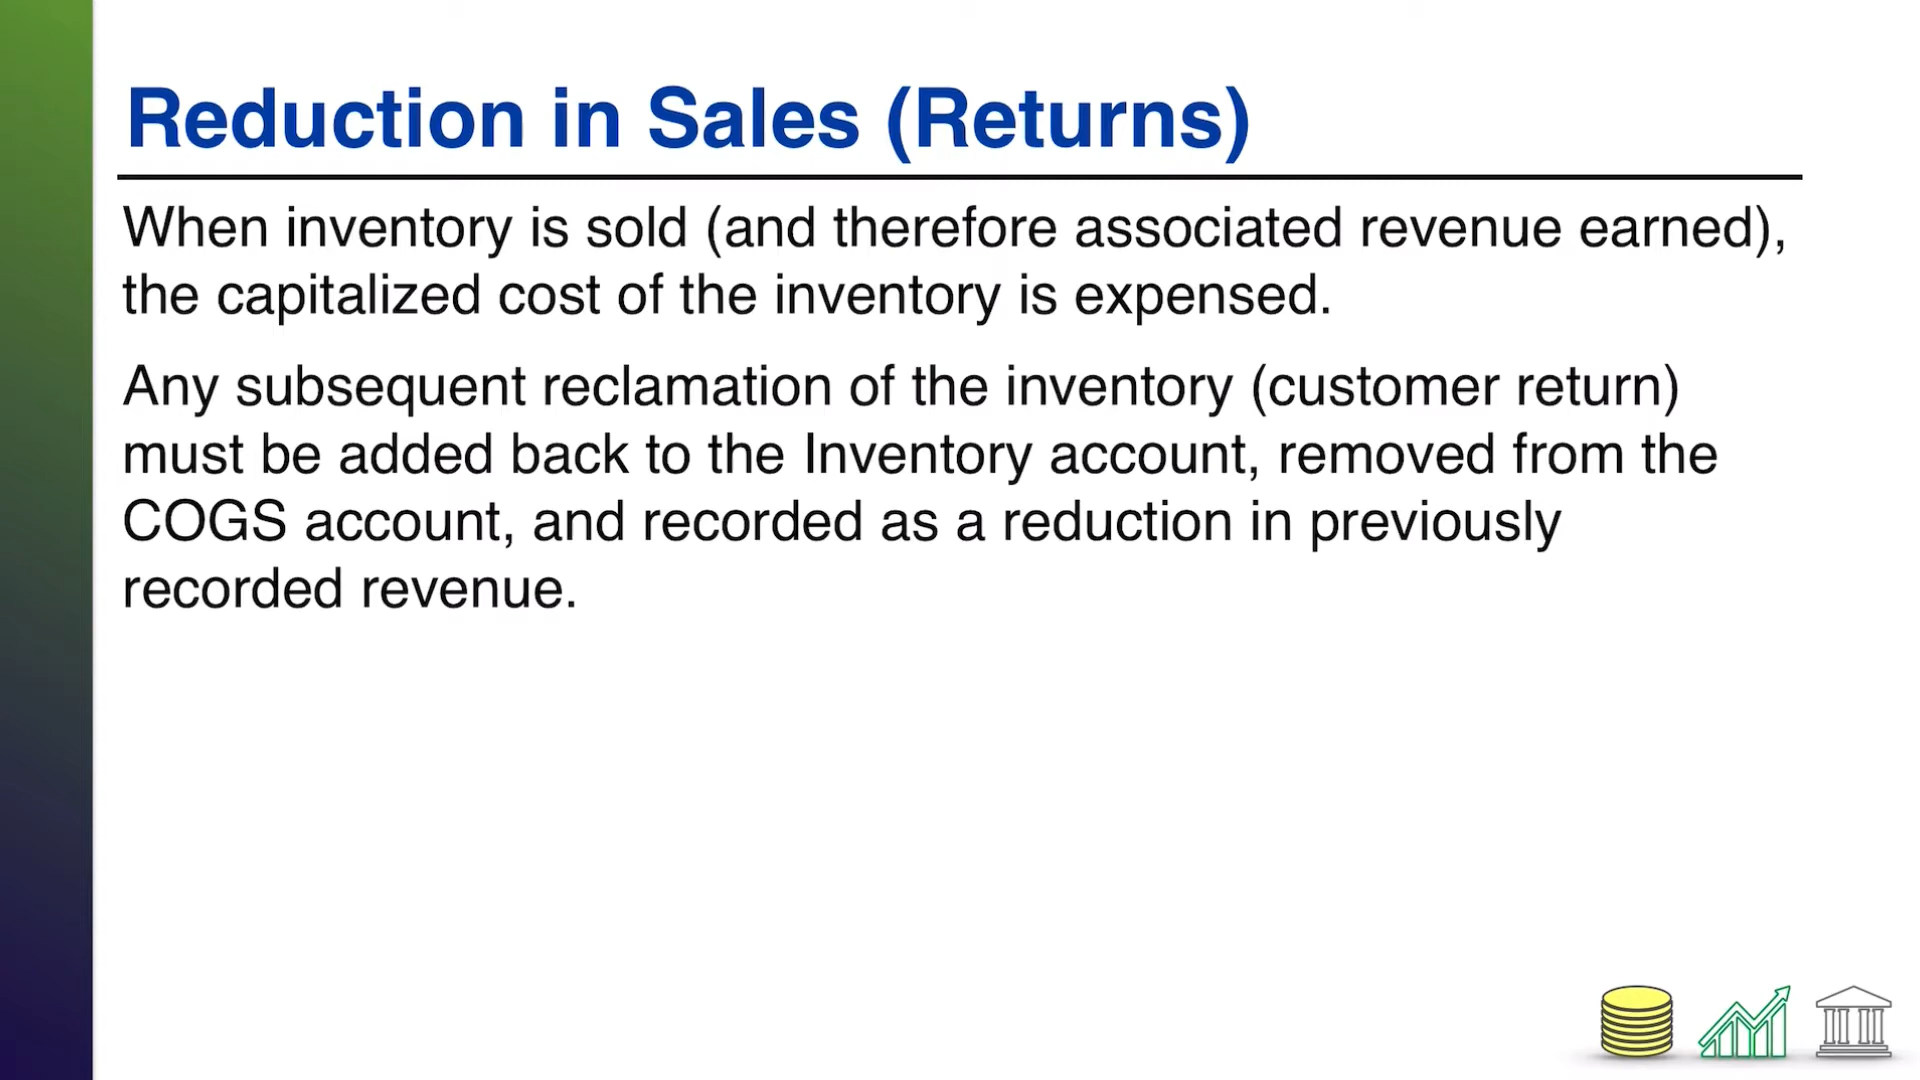 Reduction in Sales (Returns)
When inventory is sold (and therefore associated revenue earned),
the capitalized cost of the inventory is expensed.
Any subsequent reclamation of the inventory (customer return)
must be added back to the Inventory account, removed from the
COGS account, and recorded as a reduction in previously
recorded revenue.